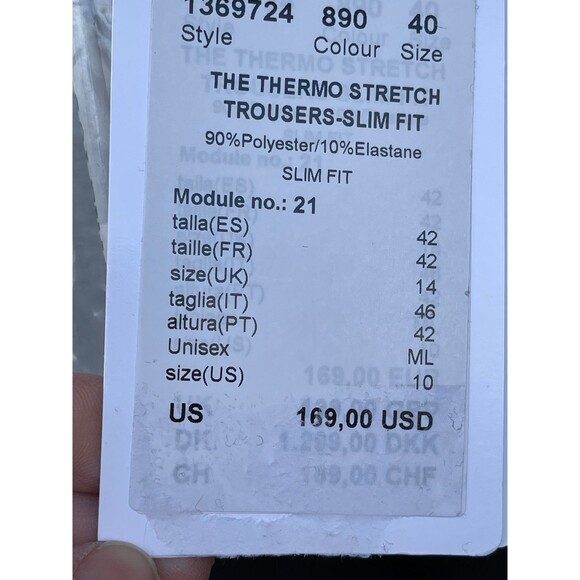 1369724 890 40
Style Colour Size
THE THERMO STRETCH
TROUSERS-SLIM FIT
90%Polyester/10%Elastane
SLIM FIT
Module no.: 21
talla(ES) 42
taille(FR) 42
size(UK) 14
taglia(IT) 46
altura(PT) 42
Unisex ML
size(US) 10
US 169,00 USD
DK 1.299,00 DKK
CH 199,00 CHF